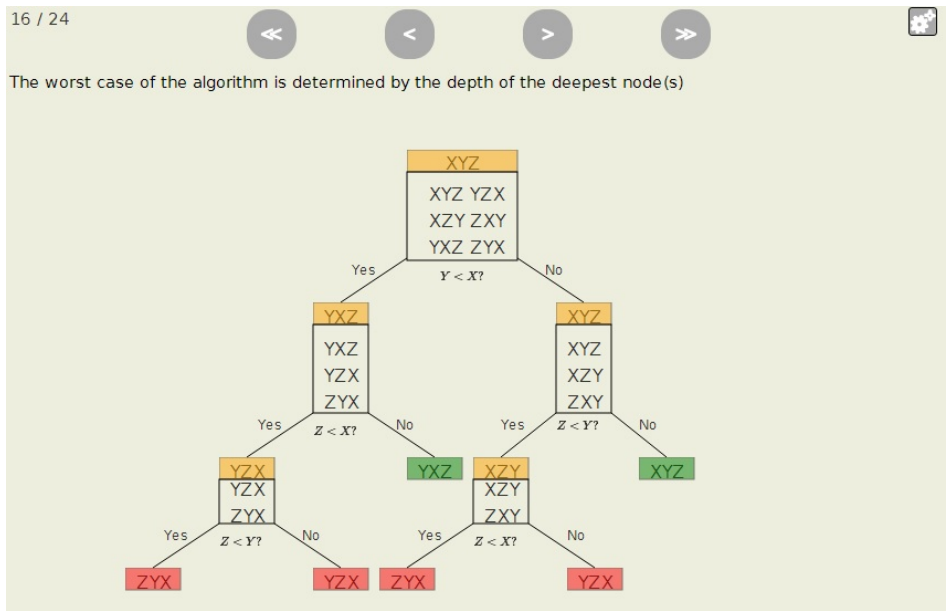 16 / 24
≪ < > ≫
The worst case of the algorithm is determined by the depth of the deepest node(s)
XYZ
XYZ YZX
XZY ZXY
YXZ ZYX
Yes Y < X? No
YXZ XYZ
YXZ XYZ
YZX XZY
ZYX ZXY
Yes Z < X? No Yes Z < Y? No
YZX YXZ XZY XYZ
YZX XZY
ZYX ZXY
Yes Z < Y? No Yes Z < X? No
ZYX YZX ZYX YZX